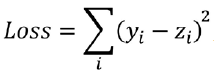 Loss = ∑_i (y_i − z_i)^2